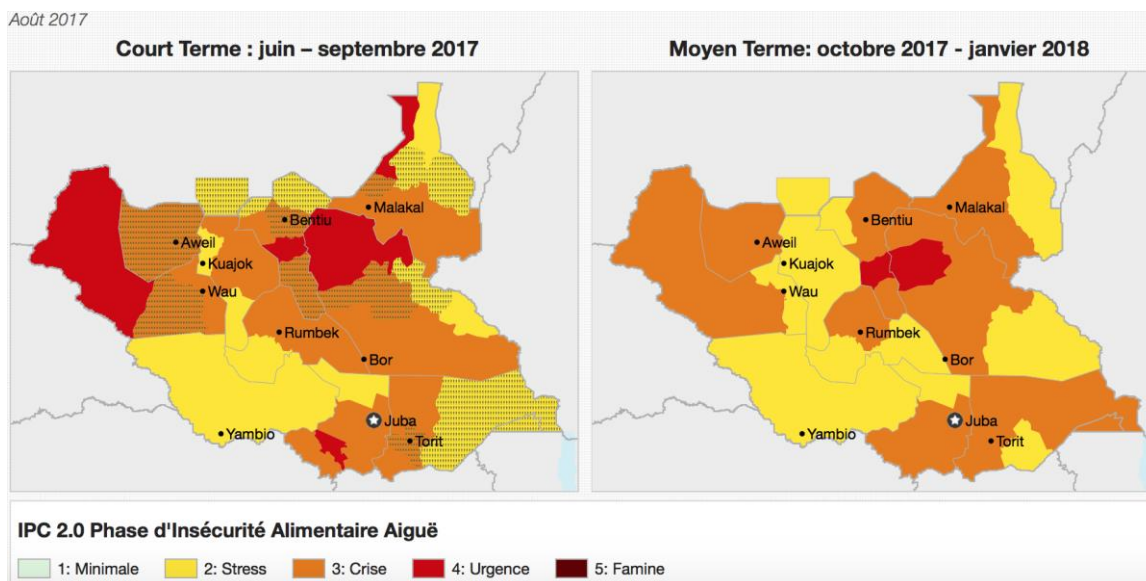 Août 2017
Court Terme : juin – septembre 2017
Moyen Terme: octobre 2017 - janvier 2018
Malakal
Bentiu
Aweil
Kuajok
Wau
Rumbek
Bor
Juba
Yambio
Torit
Malakal
Bentiu
Aweil
Kuajok
Wau
Rumbek
Bor
Juba
Yambio
Torit
IPC 2.0 Phase d'Insécurité Alimentaire Aiguë
1: Minimale 2: Stress 3: Crise 4: Urgence 5: Famine